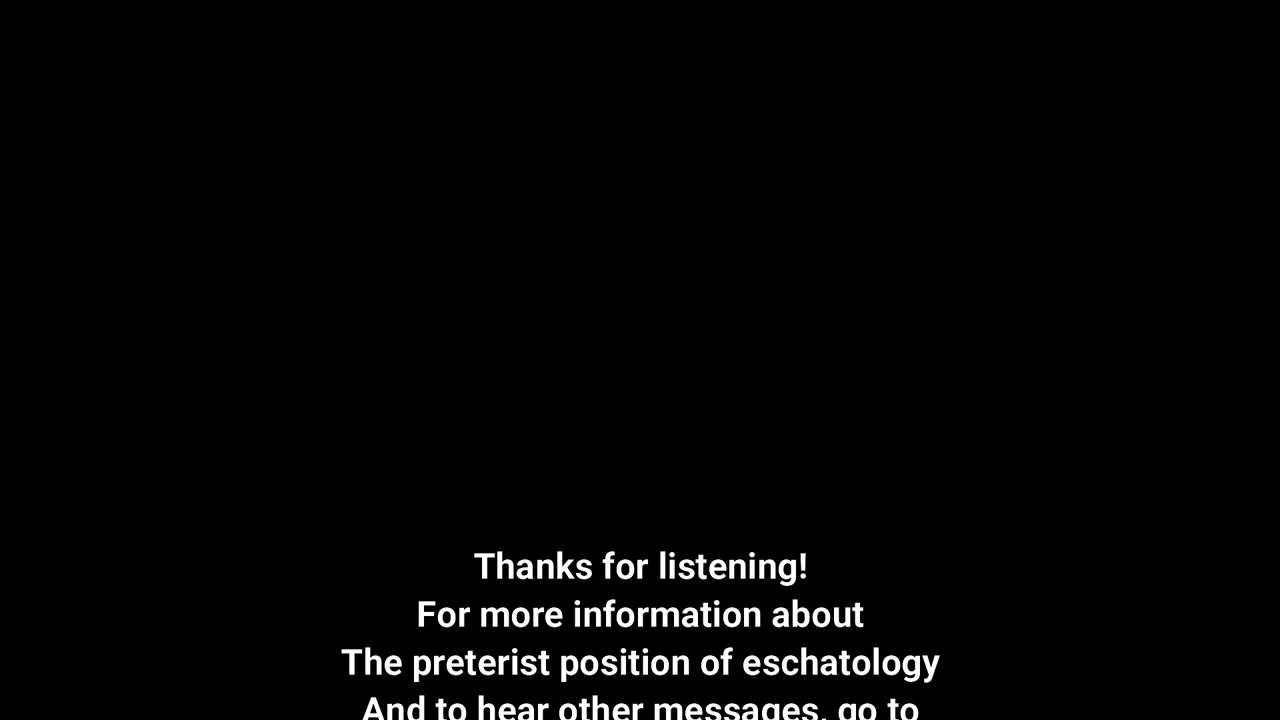 Thanks for listening!
For more information about
The preterist position of eschatology
And to hear other messages, go to